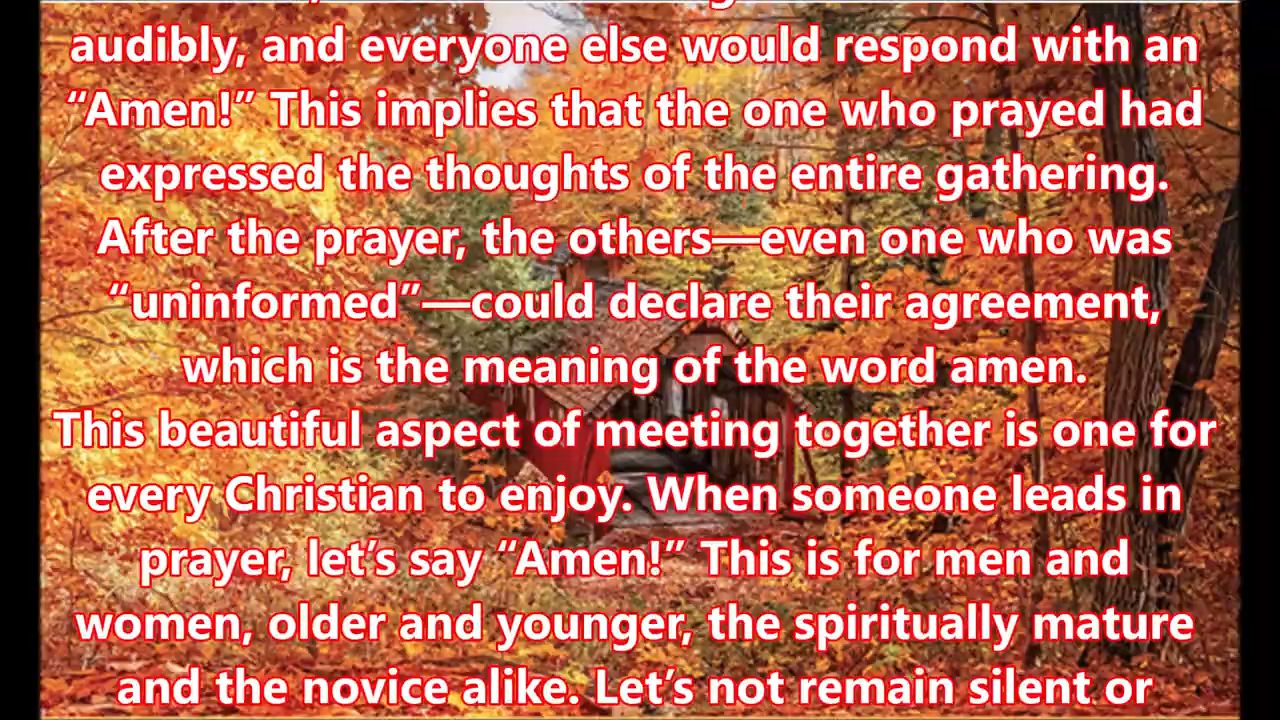 audibly, and everyone else would respond with an
“Amen!” This implies that the one who prayed had
expressed the thoughts of the entire gathering.
After the prayer, the others—even one who was
“uninformed”—could declare their agreement,
which is the meaning of the word amen.
This beautiful aspect of meeting together is one for
every Christian to enjoy. When someone leads in
prayer, let’s say “Amen!” This is for men and
women, older and younger, the spiritually mature
and the novice alike. Let’s not remain silent or